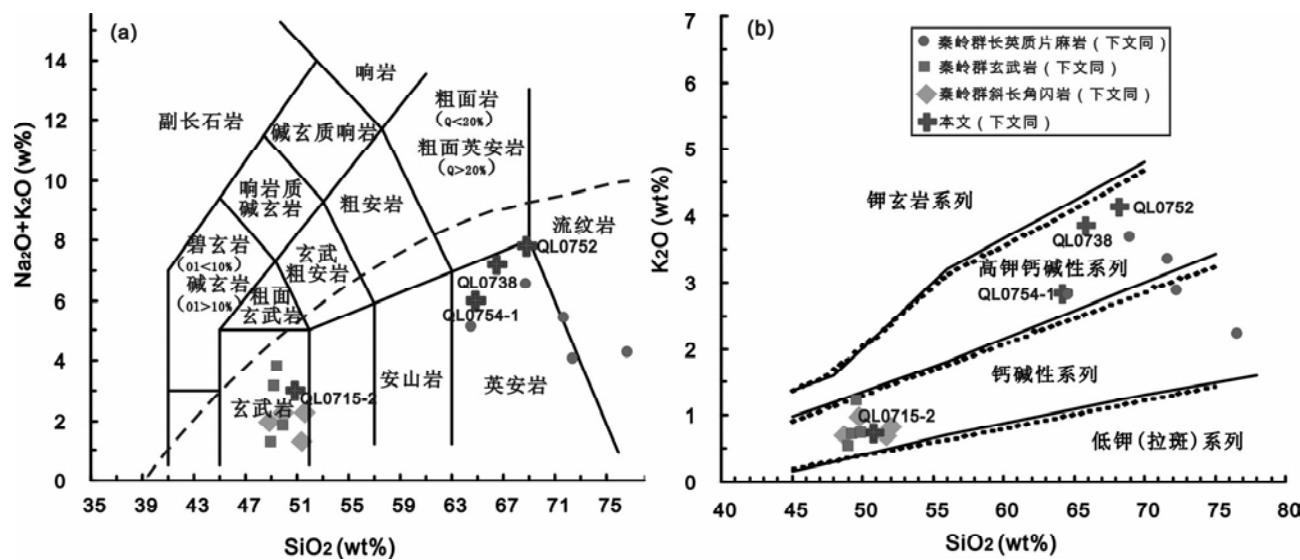 (a)
Na₂O+K₂O (w%)
14
12
10
8
6
4
2
0
35
39
43
47
51
55
59
63
67
71
75
SiO₂ (wt%)
响岩
粗面岩
(Q<20%)
粗面英安岩
(Q>20%)
副长石岩
碱玄质响岩
响岩质
碱玄岩
粗安岩
流纹岩
碧玄岩
(Ol<10%)
碱玄岩
(Ol>10%)
玄武
粗安岩
粗面
玄武岩
QL0752
QL0738
QL0754-1
玄武岩
QL0715-2
安山岩
英安岩
(b)
K₂O (wt%)
7
6
5
4
3
2
1
0
40
45
50
55
60
65
70
75
80
SiO₂ (wt%)
秦岭群长英质片麻岩（下文同）
秦岭群玄武岩（下文同）
秦岭群斜长角闪岩（下文同）
本文（下文同）
钾玄岩系列
QL0752
QL0738
高钾钙碱性系列
QL0754-1
钙碱性系列
QL0715-2
低钾(拉斑)系列